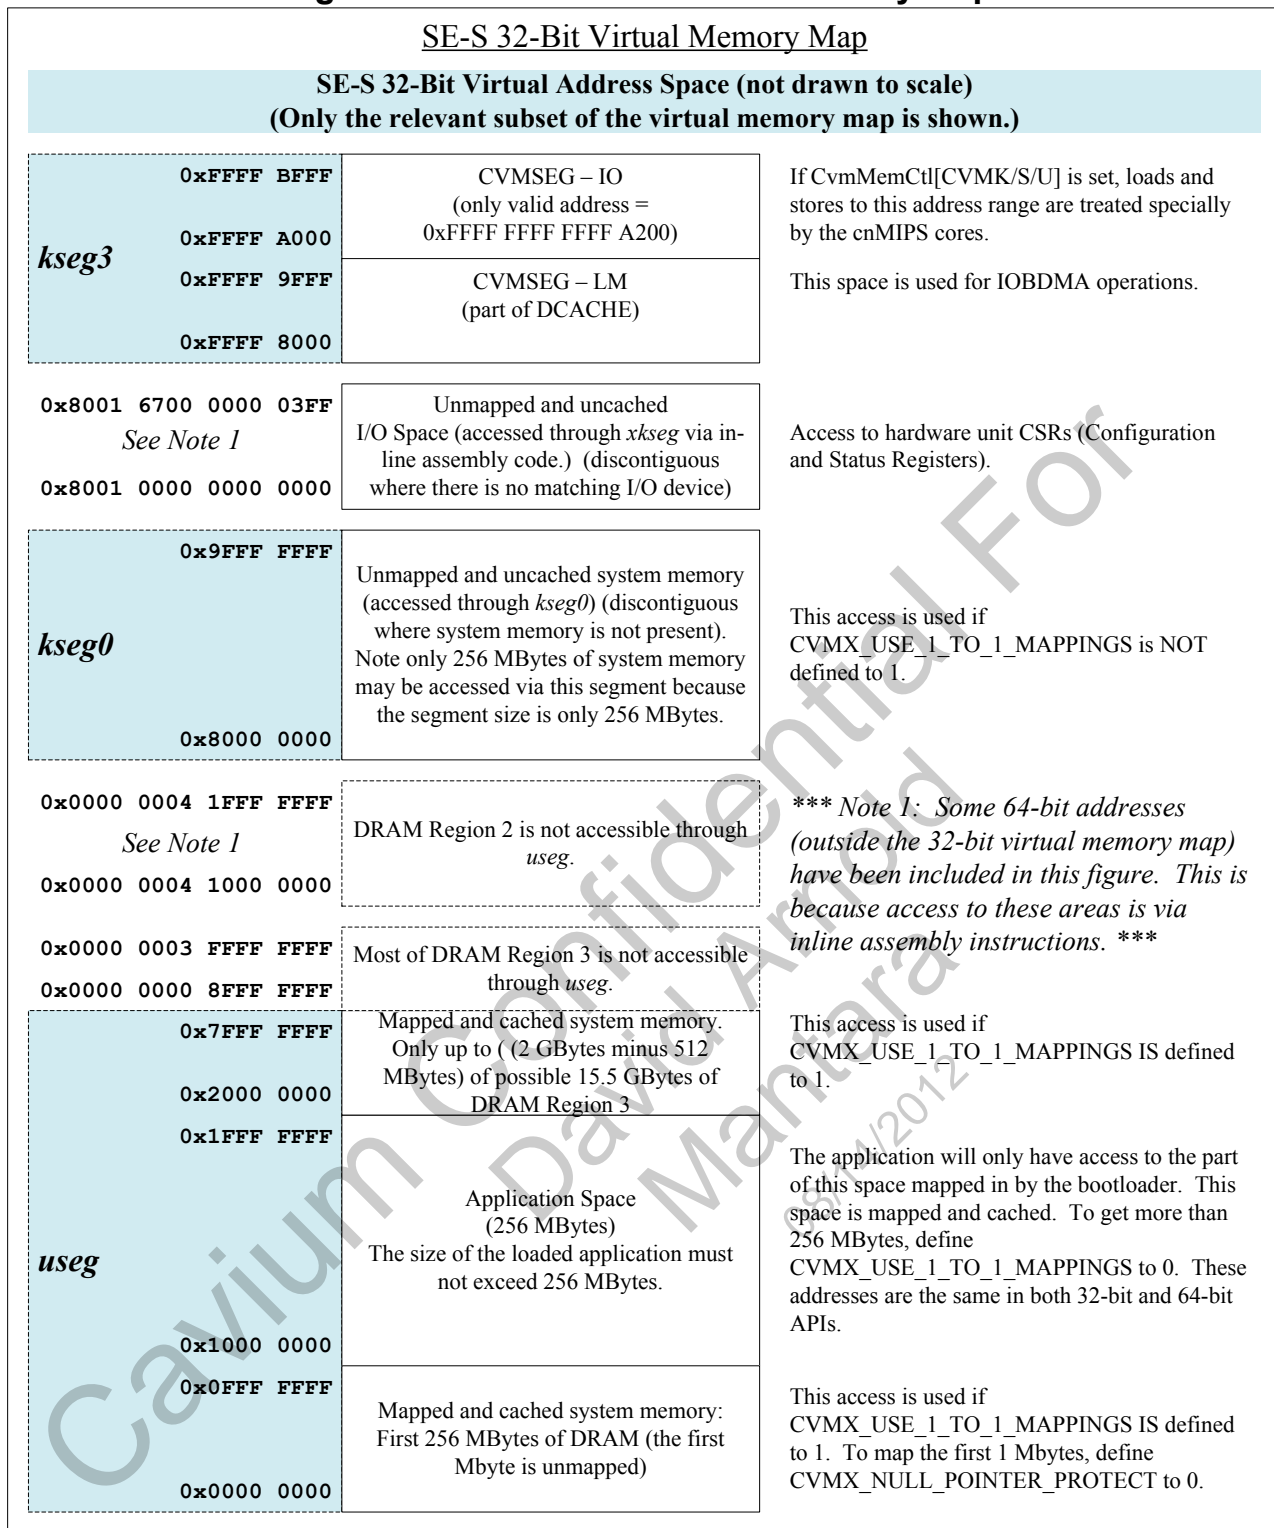 SE-S 32-Bit Virtual Memory Map
SE-S 32-Bit Virtual Address Space (not drawn to scale)
(Only the relevant subset of the virtual memory map is shown.)
kseg3
0xFFFF BFFF
0xFFFF A000
CVMSEG – IO
(only valid address =
0xFFFF FFFF FFFF A200)
If CvmMemCtl[CVMK/S/U] is set, loads and
stores to this address range are treated specially
by the cnMIPS cores.
0xFFFF 9FFF
0xFFFF 8000
CVMSEG – LM
(part of DCACHE)
This space is used for IOBDMA operations.
0x8001 6700 0000 03FF
See Note 1
0x8001 0000 0000 0000
Unmapped and uncached
I/O Space (accessed through xkseg via in-
line assembly code.) (discontiguous
where there is no matching I/O device)
Access to hardware unit CSRs (Configuration
and Status Registers).
kseg0
0x9FFF FFFF
0x8000 0000
Unmapped and uncached system memory
(accessed through kseg0) (discontiguous
where system memory is not present).
Note only 256 MBytes of system memory
may be accessed via this segment because
the segment size is only 256 MBytes.
This access is used if
CVMX_USE_1_TO_1_MAPPINGS is NOT
defined to 1.
0x0000 0004 1FFF FFFF
See Note 1
0x0000 0004 1000 0000
DRAM Region 2 is not accessible through
useg.
*** Note 1: Some 64-bit addresses
(outside the 32-bit virtual memory map)
have been included in this figure. This is
because access to these areas is via
inline assembly instructions. ***
0x0000 0003 FFFF FFFF
0x0000 0000 8FFF FFFF
Most of DRAM Region 3 is not accessible
through useg.
useg
0x7FFF FFFF
0x2000 0000
Mapped and cached system memory.
Only up to ( (2 GBytes minus 512
MBytes) of possible 15.5 GBytes of
DRAM Region 3
This access is used if
CVMX_USE_1_TO_1_MAPPINGS IS defined
to 1.
0x1FFF FFFF
0x1000 0000
Application Space
(256 MBytes)
The size of the loaded application must
not exceed 256 MBytes.
The application will only have access to the part
of this space mapped in by the bootloader. This
space is mapped and cached. To get more than
256 MBytes, define
CVMX_USE_1_TO_1_MAPPINGS to 0. These
addresses are the same in both 32-bit and 64-bit
APIs.
0x0FFF FFFF
0x0000 0000
Mapped and cached system memory:
First 256 MBytes of DRAM (the first
Mbyte is unmapped)
This access is used if
CVMX_USE_1_TO_1_MAPPINGS IS defined
to 1. To map the first 1 Mbytes, define
CVMX_NULL_POINTER_PROTECT to 0.
Cavium Confidential For
David Arnold
Mantara
08/14/2012